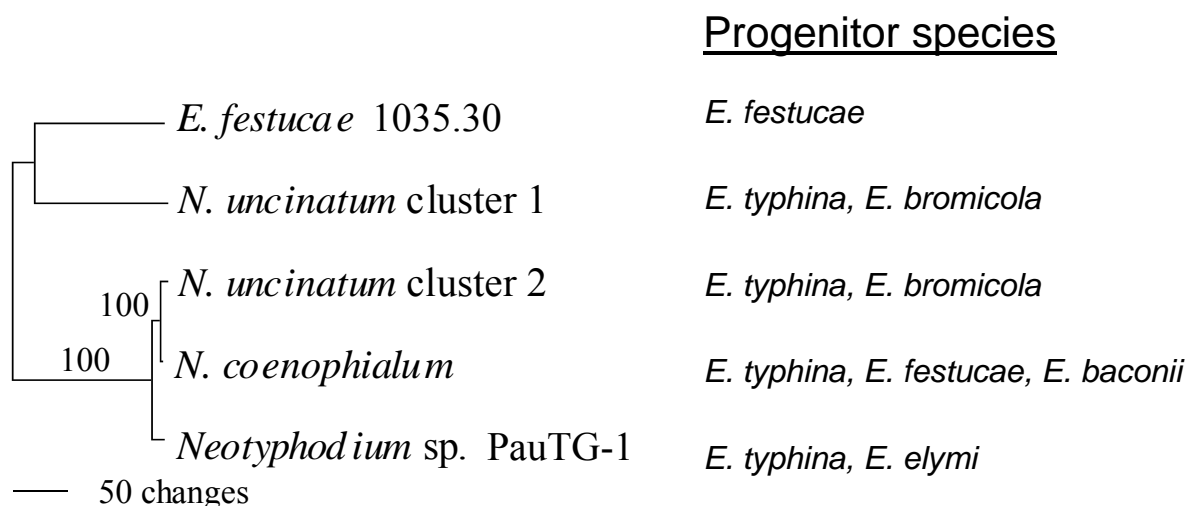 Progenitor species
E. festucae 1035.30 E. festucae
N. uncinatum cluster 1 E. typhina, E. bromicola
N. uncinatum cluster 2 E. typhina, E. bromicola
100
N. coenophialum E. typhina, E. festucae, E. baconii
100
Neotyphodium sp. PauTG-1 E. typhina, E. elymi
50 changes